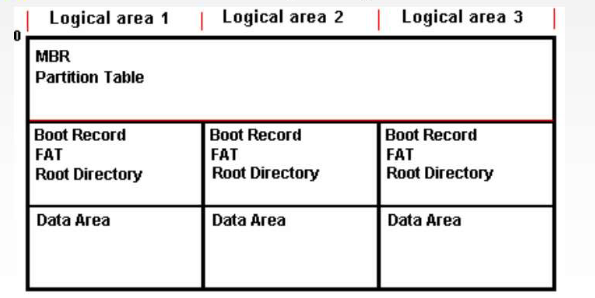 Logical area 1 Logical area 2 Logical area 3
0
MBR
Partition Table
Boot Record Boot Record Boot Record
FAT FAT FAT
Root Directory Root Directory Root Directory
Data Area Data Area Data Area